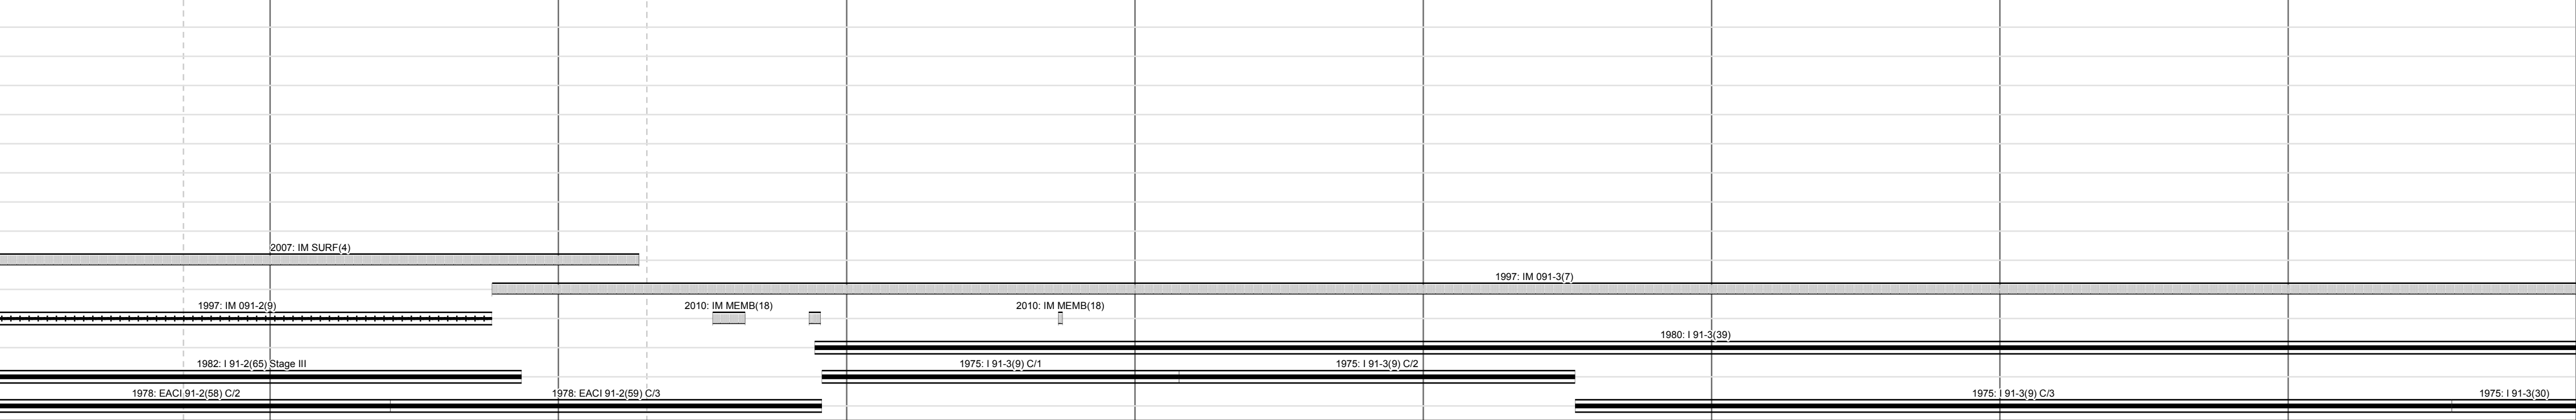 2007: IM SURF(4)
1997: IM 091-3(7)
1997: IM 091-2(9) 2010: IM MEMB(18) 2010: IM MEMB(18)
1980: I 91-3(39)
1982: I 91-2(65) Stage III 1975: I 91-3(9) C/1 1975: I 91-3(9) C/2
1978: EACI 91-2(58) C/2 1978: EACI 91-2(59) C/3 1975: I 91-3(9) C/3 1975: I 91-3(30)